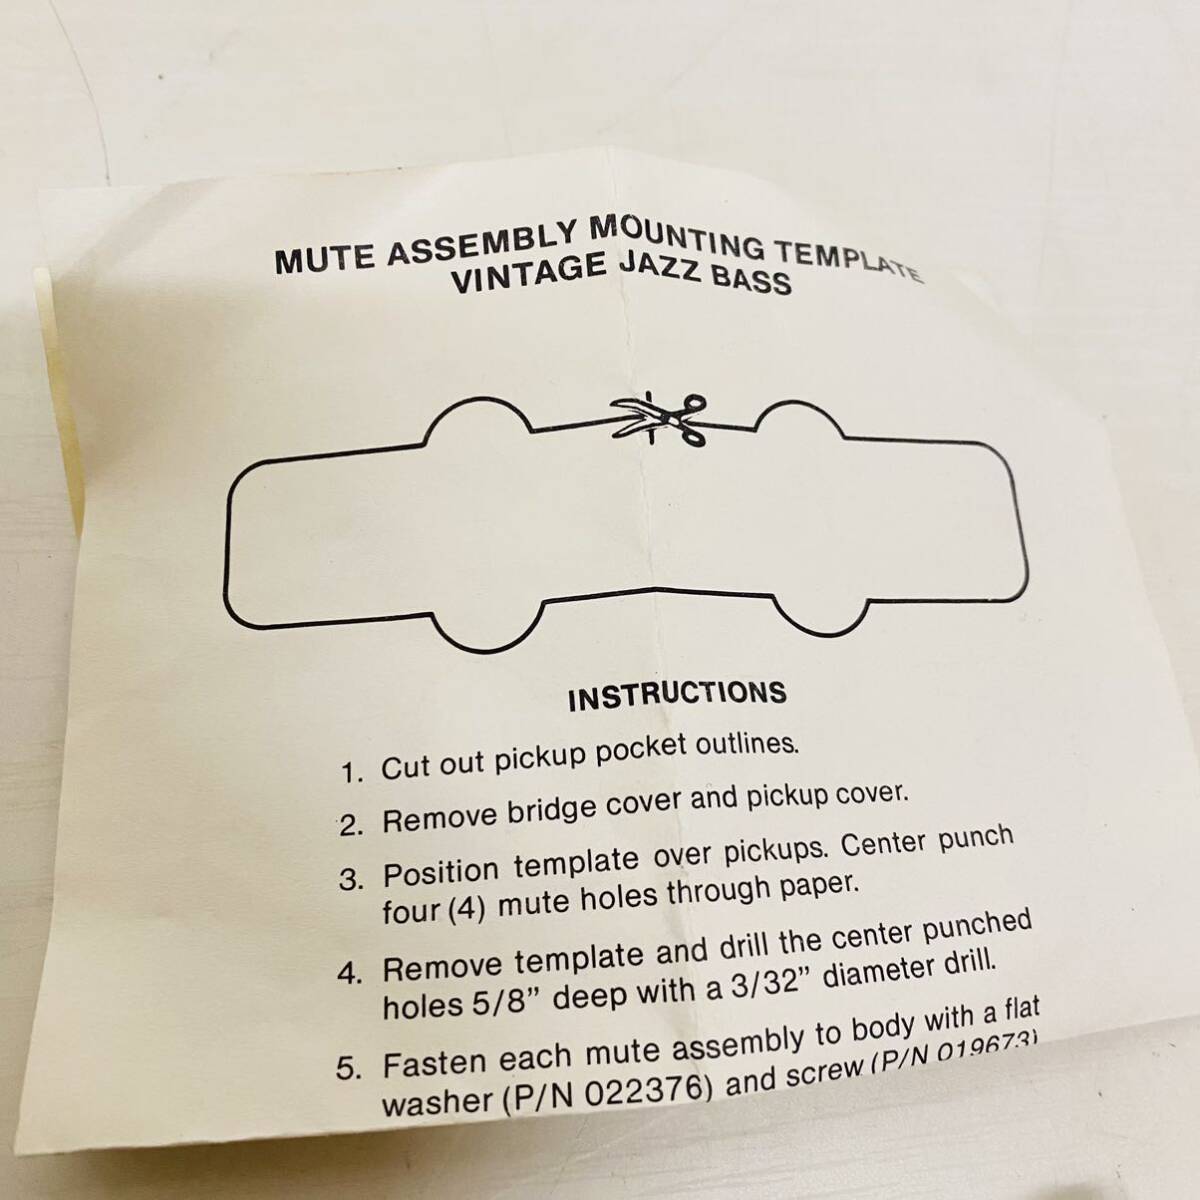 MUTE ASSEMBLY MOUNTING TEMPLATE
VINTAGE JAZZ BASS
INSTRUCTIONS
1. Cut out pickup pocket outlines.
2. Remove bridge cover and pickup cover.
3. Position template over pickups. Center punch
four (4) mute holes through paper.
4. Remove template and drill the center punched
holes 5/8” deep with a 3/32” diameter drill.
5. Fasten each mute assembly to body with a flat
washer (P/N 022376) and screw (P/N 019673)